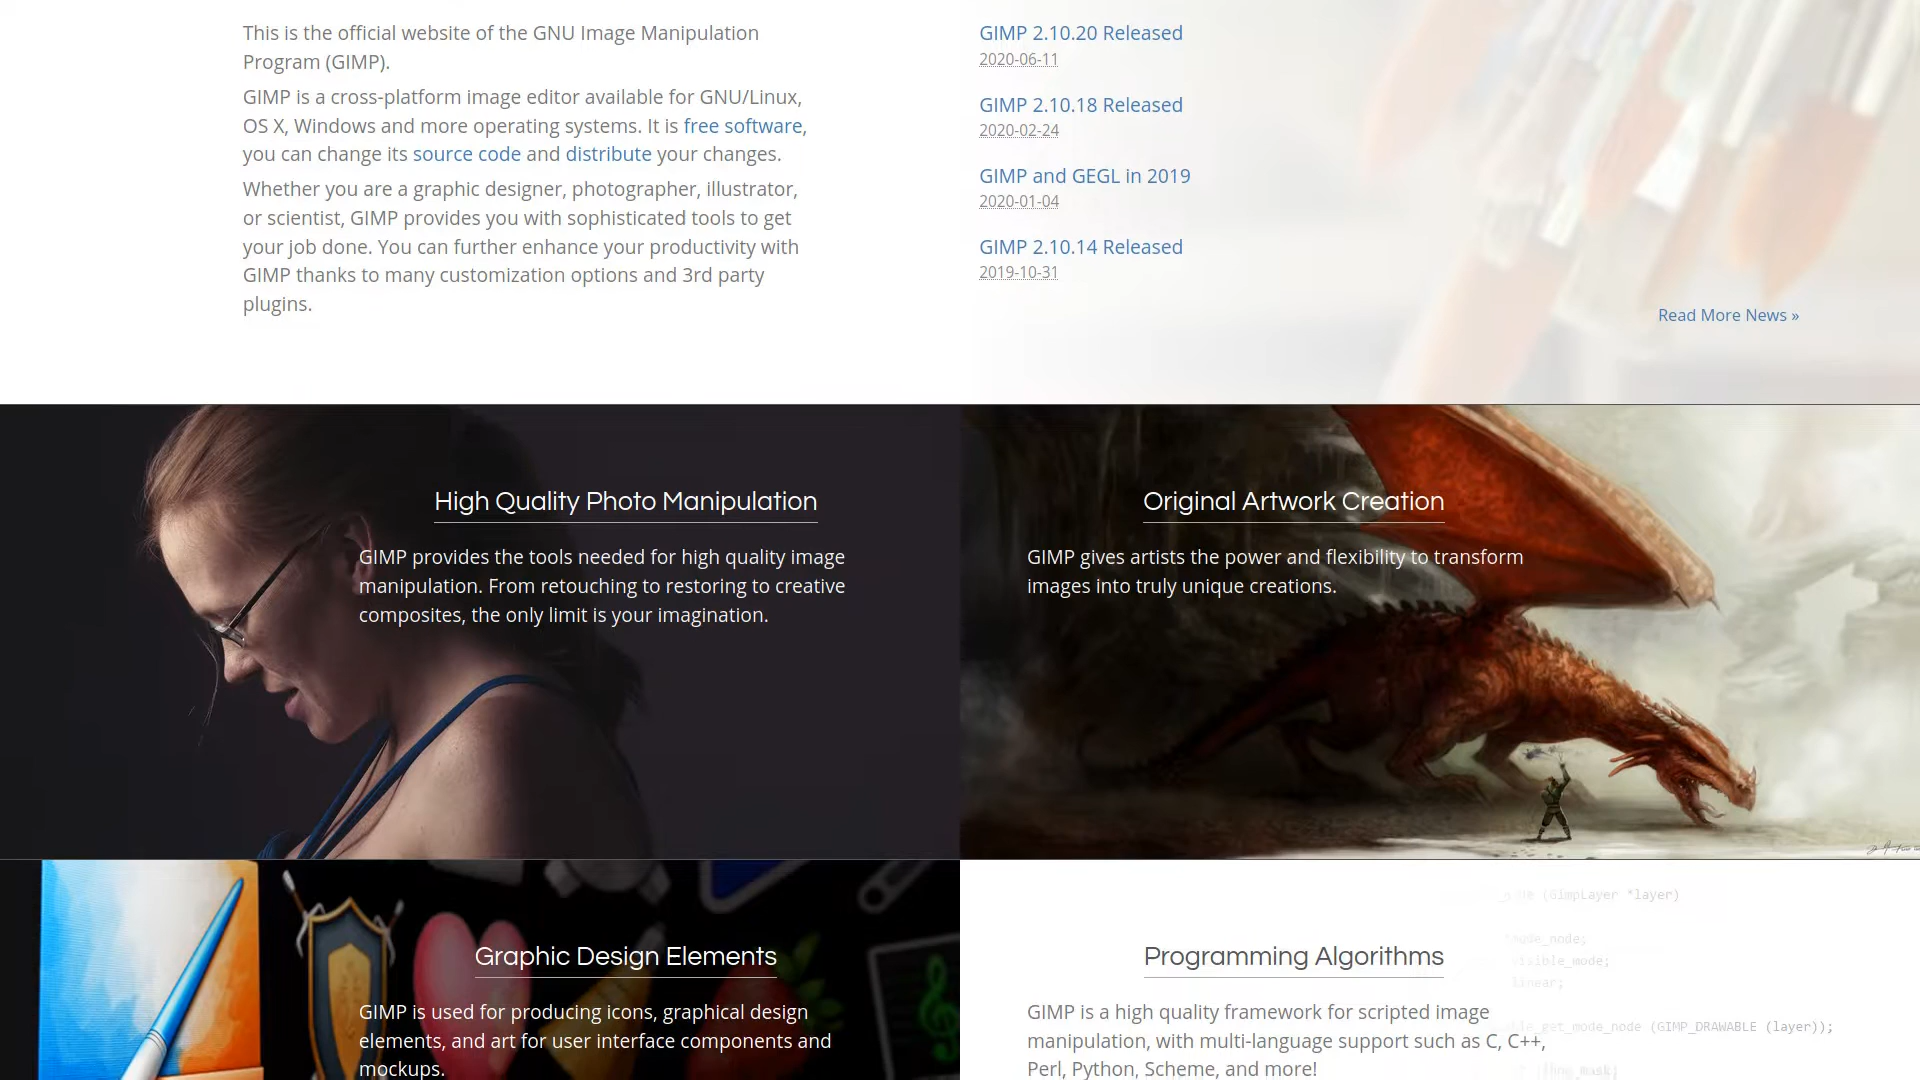 This is the official website of the GNU Image Manipulation
Program (GIMP).
GIMP is a cross-platform image editor available for GNU/Linux,
OS X, Windows and more operating systems. It is free software,
you can change its source code and distribute your changes.
Whether you are a graphic designer, photographer, illustrator,
or scientist, GIMP provides you with sophisticated tools to get
your job done. You can further enhance your productivity with
GIMP thanks to many customization options and 3rd party
plugins.
GIMP 2.10.20 Released
2020-06-11
GIMP 2.10.18 Released
2020-02-24
GIMP and GEGL in 2019
2020-01-04
GIMP 2.10.14 Released
2019-10-31
Read More News »
High Quality Photo Manipulation
GIMP provides the tools needed for high quality image
manipulation. From retouching to restoring to creative
composites, the only limit is your imagination.
Original Artwork Creation
GIMP gives artists the power and flexibility to transform
images into truly unique creations.
Graphic Design Elements
GIMP is used for producing icons, graphical design
elements, and art for user interface components and
mockups.
Programming Algorithms
GIMP is a high quality framework for scripted image
manipulation, with multi-language support such as C, C++,
Perl, Python, Scheme, and more!
(GimpLayer *layer)
mode_node;
visible_mode;
linear;
get_mode_node (GIMP_DRAWABLE (layer));